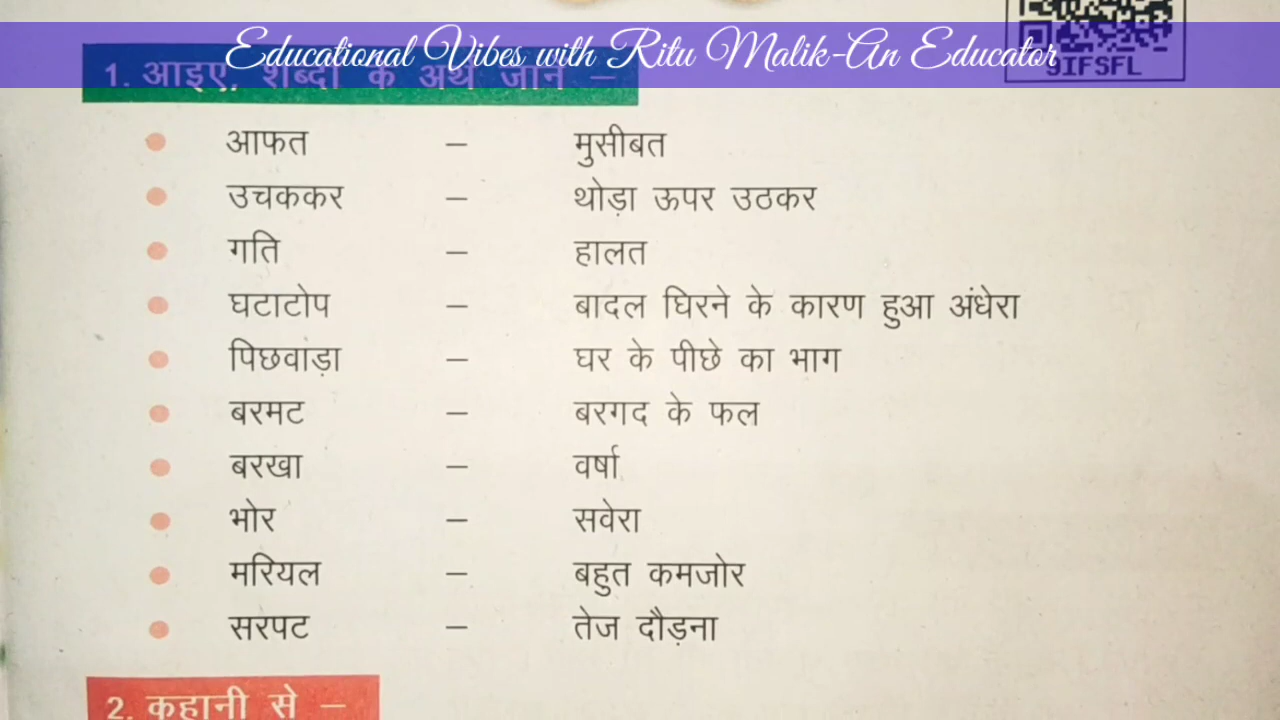 Educational Vibes with Ritu Malik-An Educator
9IFSFL
1. आइए, शब्दों के अर्थ जानें –
आफत – मुसीबत
उचककर – थोड़ा ऊपर उठकर
गति – हालत
घटाटोप – बादल घिरने के कारण हुआ अंधेरा
पिछवाड़ा – घर के पीछे का भाग
बरमट – बरगद के फल
बरखा – वर्षा
भोर – सवेरा
मरियल – बहुत कमजोर
सरपट – तेज दौड़ना
2. कहानी से –